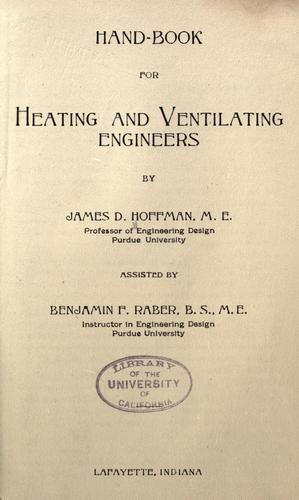 HAND-BOOK
FOR
HEATING AND VENTILATING
ENGINEERS
BY
JAMES D. HOFFMAN, M. E.
Professor of Engineering Design
Purdue University
ASSISTED BY
BENJAMIN F. RABER, B. S., M. E.
Instructor in Engineering Design
Purdue University
LIBRARY
OF THE
UNIVERSITY
OF
CALIFORNIA
LAFAYETTE, INDIANA